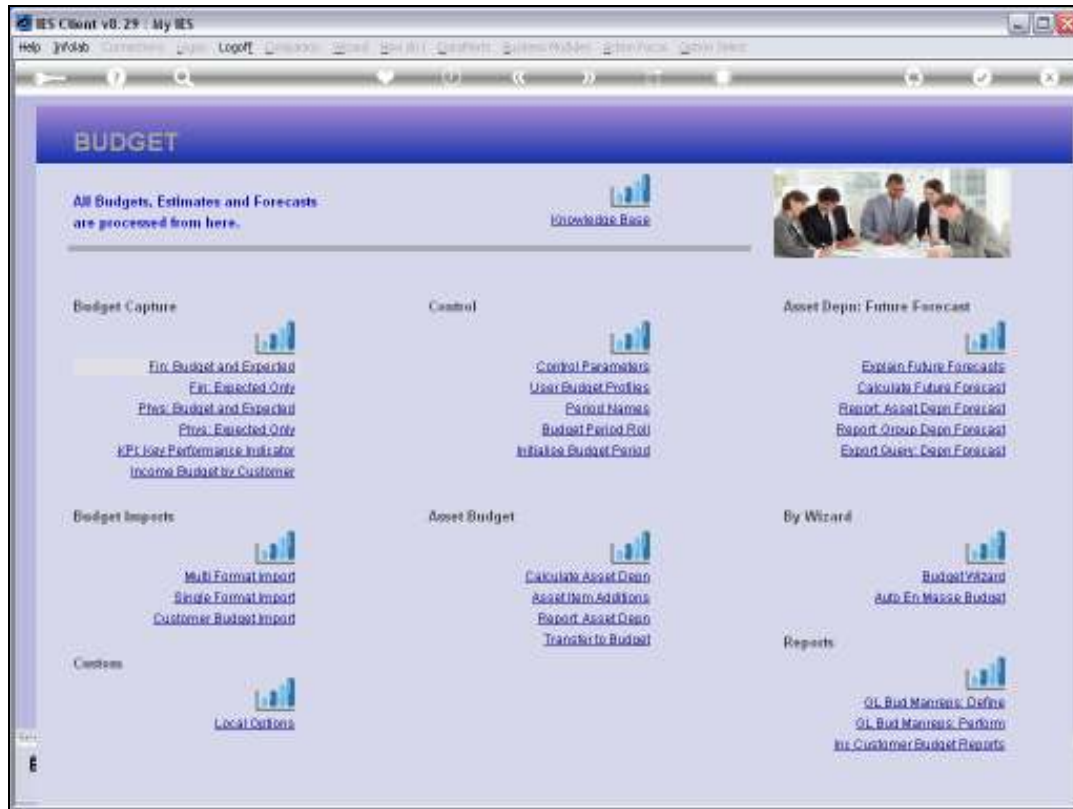 IES Client v8.29 : My IES
Help Infolab Logoff
BUDGET
All Budgets, Estimates and Forecasts
are processed from here.
Knowledge Base
Budget Capture
Fin: Budget and Expected
Fin: Expected Only
Phys: Budget and Expected
Phys: Expected Only
KPI: Key Performance Indicator
Income Budget by Customer
Control
Control Parameters
User Budget Profiles
Period Names
Budget Period Roll
Initialise Budget Period
Asset Depn: Future Forecast
Explain Future Forecasts
Calculate Future Forecast
Report: Asset Depn Forecast
Report: Group Depn Forecast
Export Query: Depn Forecast
Budget Imports
Multi Format Import
Single Format Import
Customer Budget Import
Asset Budget
Calculate Asset Depn
Asset Item Additions
Report Asset Depn
Transfer to Budget
By Wizard
Budget Wizard
Auto En Masse Budget
Custom
Local Options
Reports
GL Bud Manreps: Define
GL Bud Manreps: Perform
Inc Customer Budget Reports